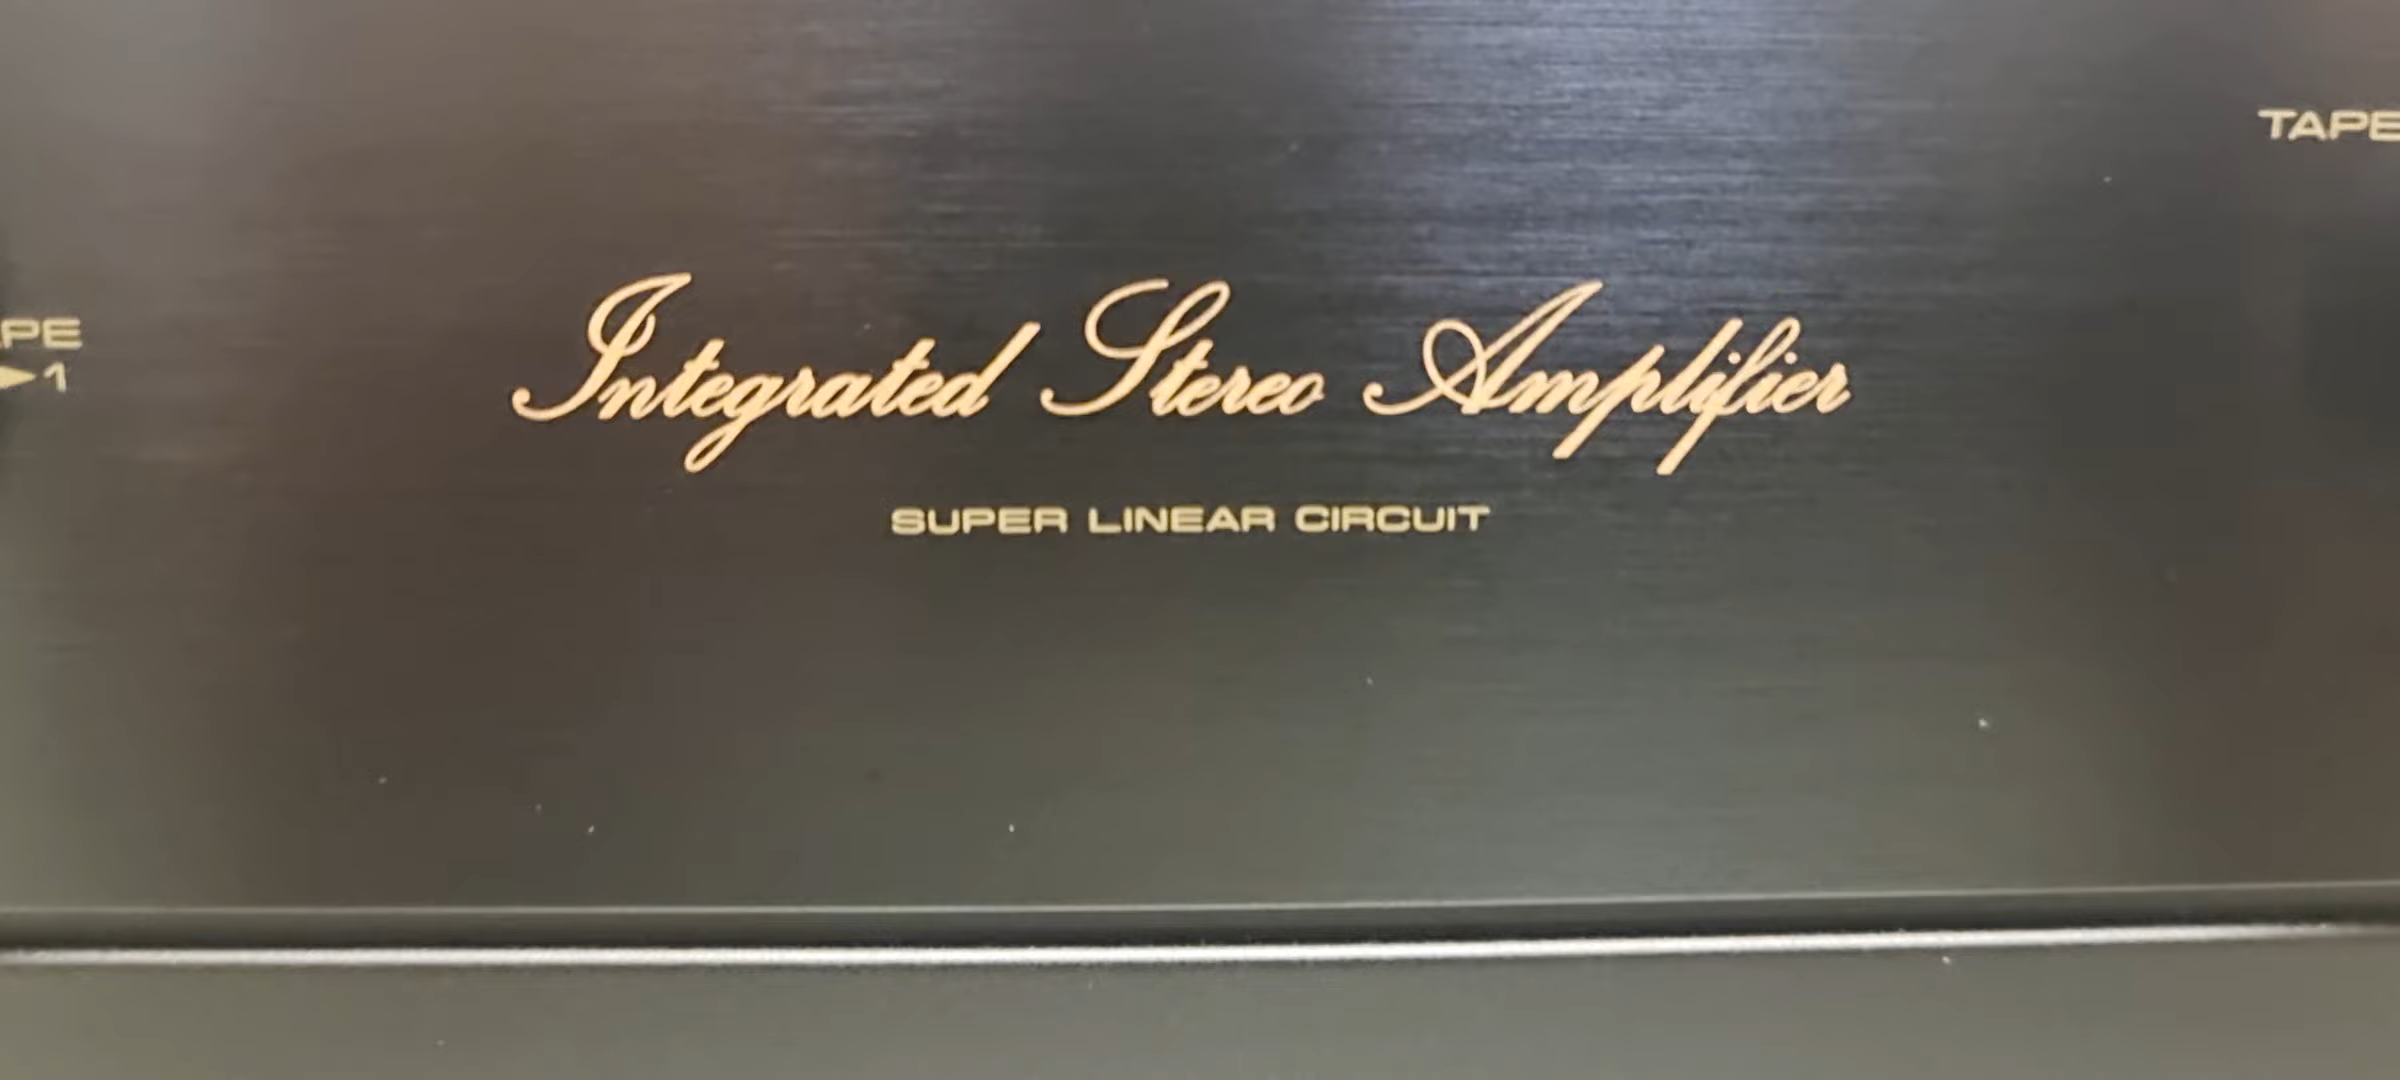 TAPE
PE
▶1
Integrated Stereo Amplifier
SUPER LINEAR CIRCUIT